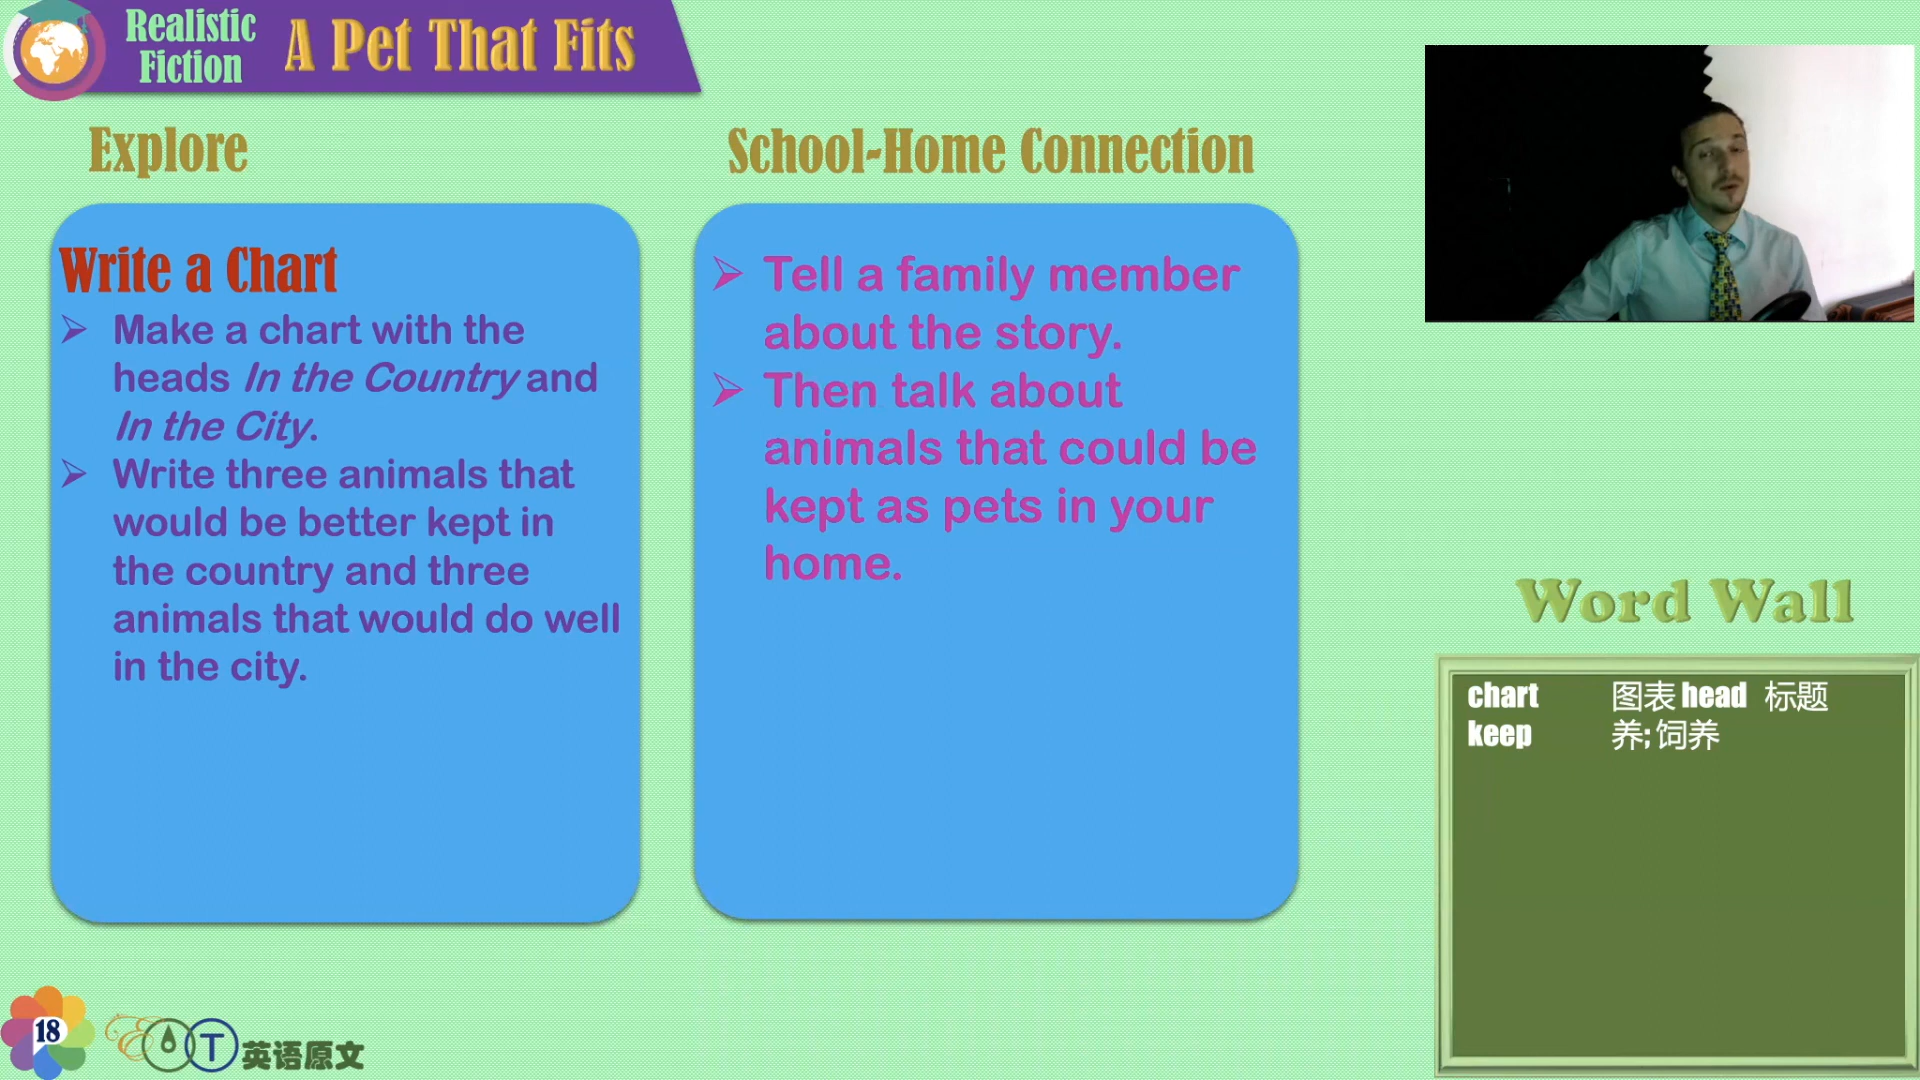 Realistic
Fiction
A Pet That Fits
Explore
Write a Chart
Make a chart with the
heads In the Country and
In the City.
Write three animals that
would be better kept in
the country and three
animals that would do well
in the city.
School-Home Connection
Tell a family member
about the story.
Then talk about
animals that could be
kept as pets in your
home.
Word Wall
chart 图表 head 标题
keep 养; 饲养
18
T 英语原文